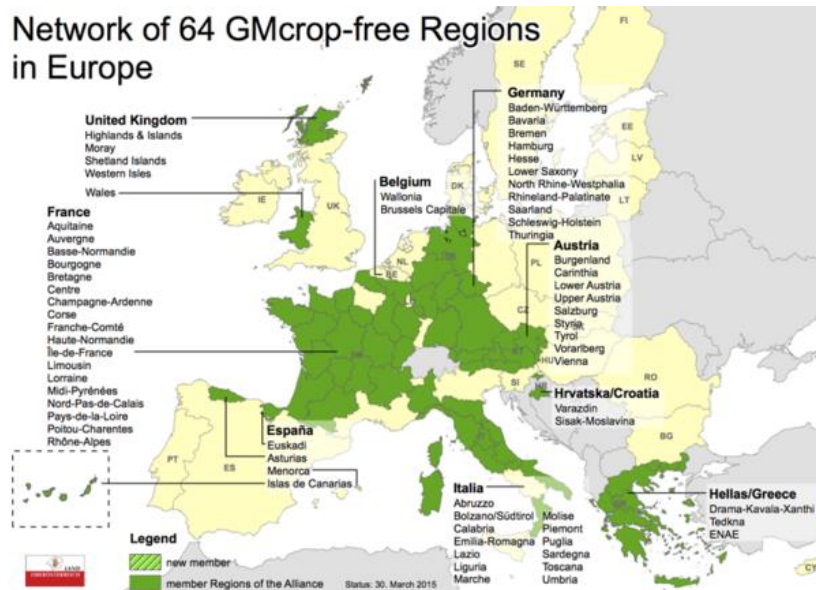 Network of 64 GMcrop-free Regions
in Europe
United Kingdom
Highlands & Islands
Moray
Shetland Islands
Western Isles
Wales
France
Aquitaine
Auvergne
Basse-Normandie
Bourgogne
Bretagne
Centre
Champagne-Ardenne
Corse
Franche-Comté
Haute-Normandie
Île-de-France
Limousin
Lorraine
Midi-Pyrénées
Nord-Pas-de-Calais
Pays-de-la-Loire
Poitou-Charentes
Rhône-Alpes
Belgium
Wallonia
Brussels Capitale
Germany
Baden-Württemberg
Bavaria
Bremen
Hamburg
Hesse
Lower Saxony
North Rhine-Westphalia
Rhineland-Palatinate
Saarland
Schleswig-Holstein
Thuringia
Austria
Burgenland
Carinthia
Lower Austria
Upper Austria
Salzburg
Styria
Tyrol
Vorarlberg
Vienna
Hrvatska/Croatia
Varazdin
Sisak-Moslavina
España
Euskadi
Asturias
Menorca
Islas de Canarias
Italia
Abruzzo
Bolzano/Südtirol
Calabria
Emilia-Romagna
Lazio
Liguria
Marche
Molise
Piemont
Puglia
Sardegna
Toscana
Umbria
Hellas/Greece
Drama-Kavala-Xanthi
Tedkna
ENAE
FI
SE
EE
LV
LT
DK
IE
UK
NL
BE
PL
CZ
HU
SI
RO
BG
PT
ES
CY
Legend
new member
member Regions of the Alliance
Status: 30. March 2015
LAND
OBERÖSTERREICH